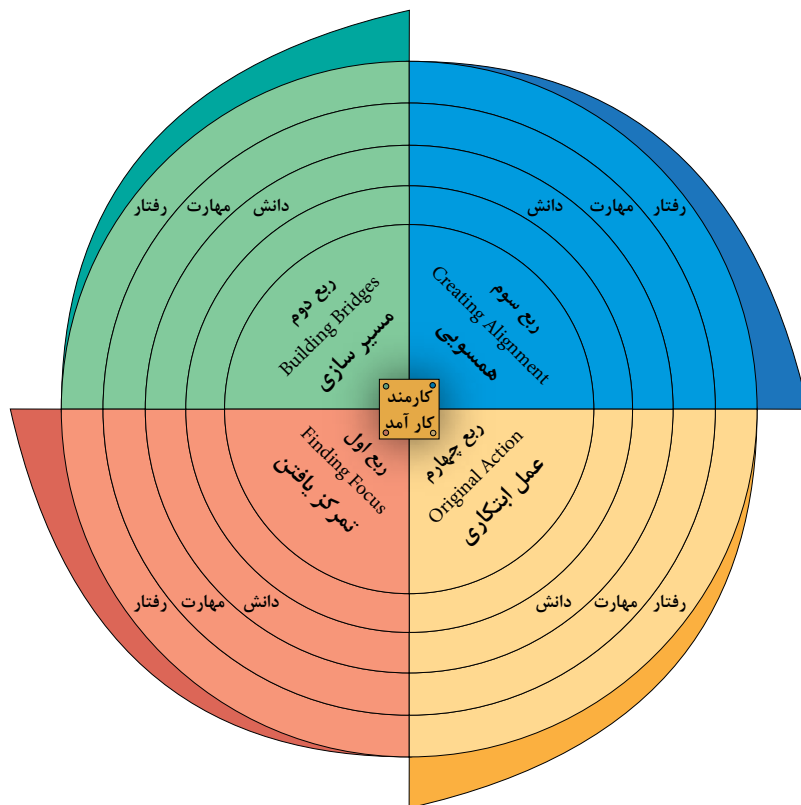 رفتار
مهارت
دانش
ربع دوم
Building Bridges
مسیر سازی
دانش
مهارت
رفتار
ربع سوم
Creating Alignment
همسویی
کارمند
کار آمد
ربع اول
Finding Focus
تمرکز یافتن
رفتار
مهارت
دانش
ربع چهارم
Original Action
عمل ابتکاری
دانش
مهارت
رفتار